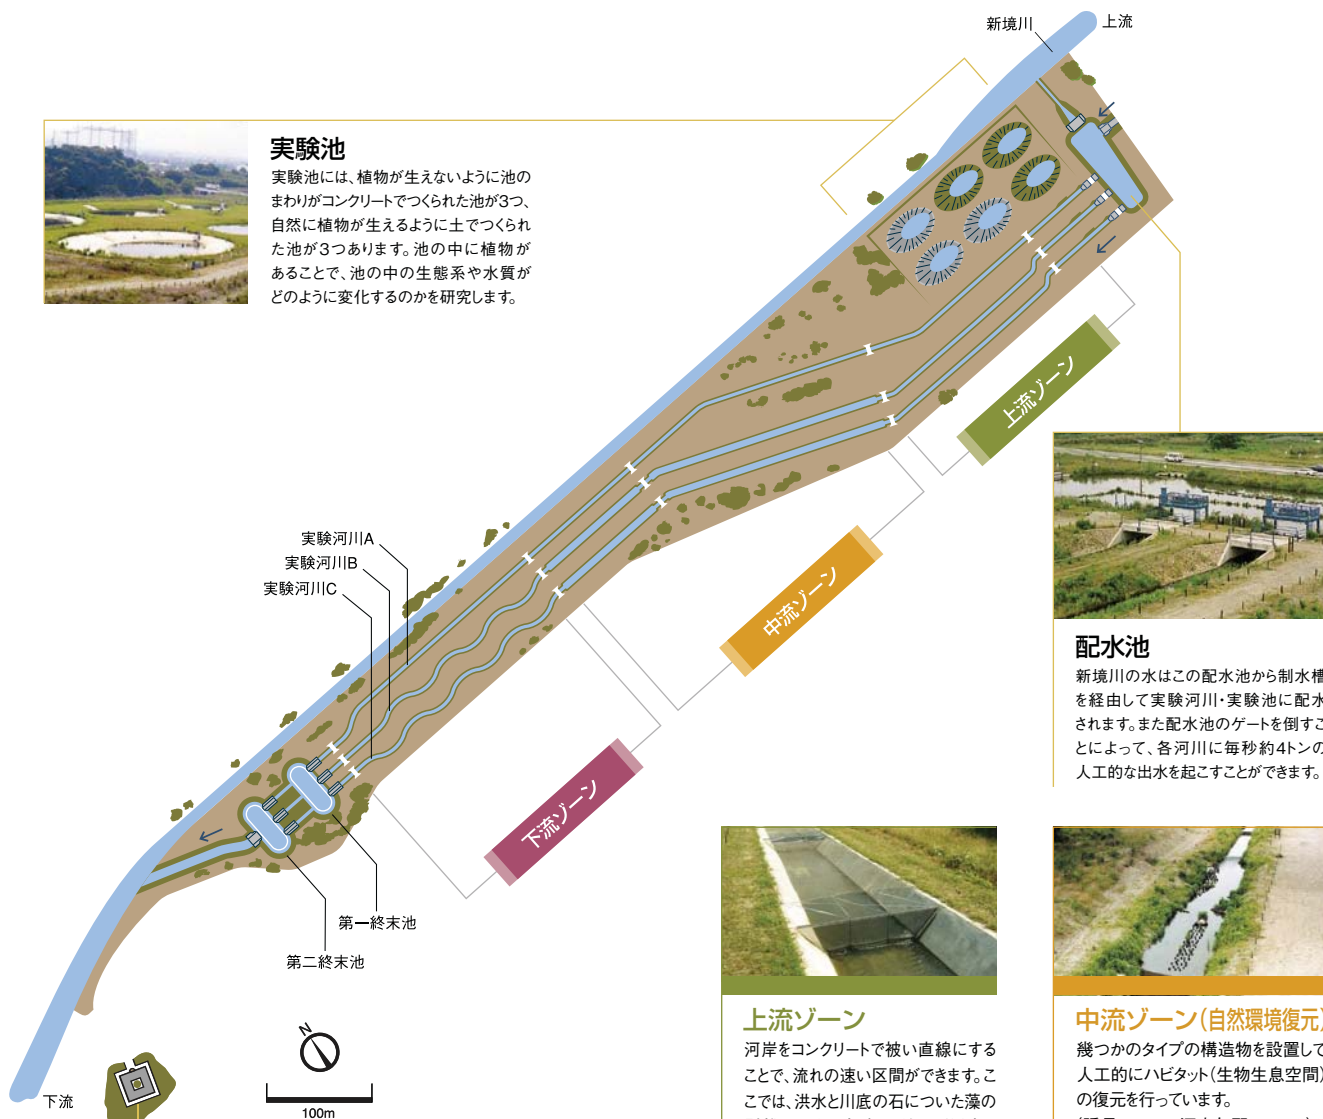 新境川
上流
実験池
実験池には、植物が生えないように池の
まわりがコンクリートでつくられた池が3つ、
自然に植物が生えるように土でつくられ
た池が3つあります。池の中に植物が
あることで、池の中の生態系や水質が
どのように変化するのかを研究します。
上流ゾーン
中流ゾーン
下流ゾーン
実験河川A
実験河川B
実験河川C
配水池
新境川の水はこの配水池から制水槽
を経由して実験河川・実験池に配水
されます。また配水池のゲートを倒すこ
とによって、各河川に毎秒約4トンの
人工的な出水を起こすことができます。
第一終末池
第二終末池
下流
N
100m
上流ゾーン
河岸をコンクリートで被い直線にする
ことで、流れの速い区間ができます。こ
こでは、洪水と川底の石についた藻の
中流ゾーン(自然環境復元)
幾つかのタイプの構造物を設置して
人工的にハビタット(生物生息空間)
の復元を行っています。